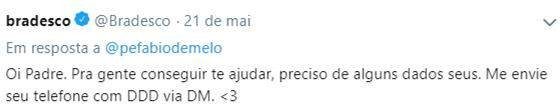 bradesco @Bradesco · 21 de mai
Em resposta a @pefabiodemelo
Oi Padre. Pra gente conseguir te ajudar, preciso de alguns dados seus. Me envie
seu telefone com DDD via DM. <3